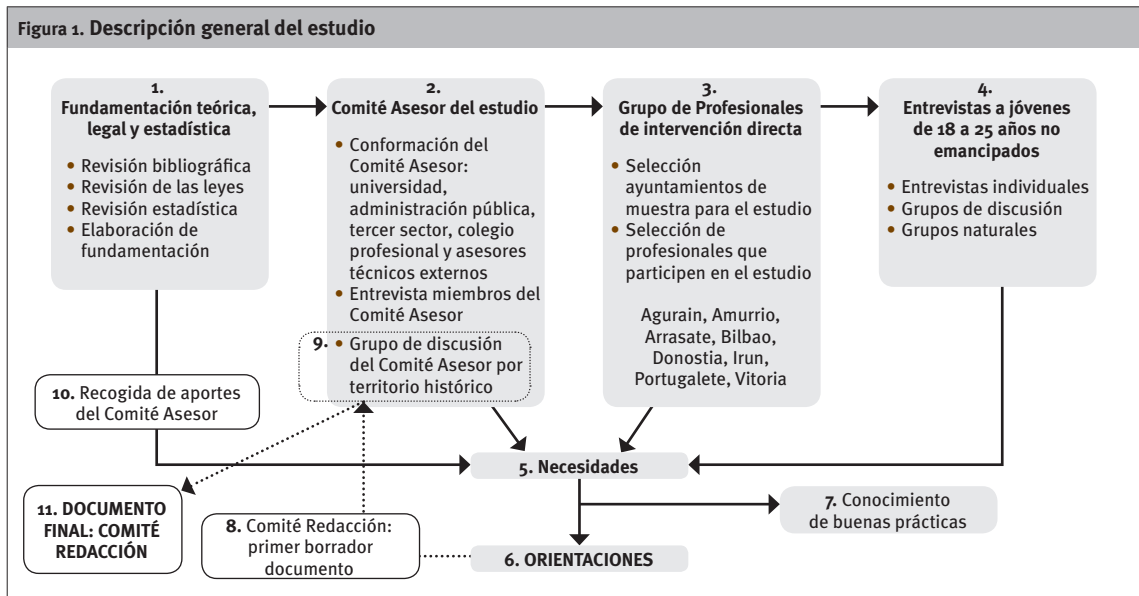 Figura 1. Descripción general del estudio
1.
Fundamentación teórica,
legal y estadística
• Revisión bibliográfica
• Revisión de las leyes
• Revisión estadística
• Elaboración de
fundamentación
2.
Comité Asesor del estudio
• Conformación del
Comité Asesor:
universidad,
administración pública,
tercer sector, colegio
profesional y asesores
técnicos externos
• Entrevista miembros del
Comité Asesor
9. • Grupo de discusión
del Comité Asesor por
territorio histórico
3.
Grupo de Profesionales
de intervención directa
• Selección
ayuntamientos de
muestra para el estudio
• Selección de
profesionales que
participen en el estudio
Agurain, Amurrio,
Arrasate, Bilbao,
Donostia, Irun,
Portugalete, Vitoria
4.
Entrevistas a jóvenes
de 18 a 25 años no
emancipados
• Entrevistas individuales
• Grupos de discusión
• Grupos naturales
10. Recogida de aportes
del Comité Asesor
5. Necesidades
11. DOCUMENTO
FINAL: COMITÉ
REDACCIÓN
8. Comité Redacción:
primer borrador
documento
7. Conocimiento
de buenas prácticas
6. ORIENTACIONES